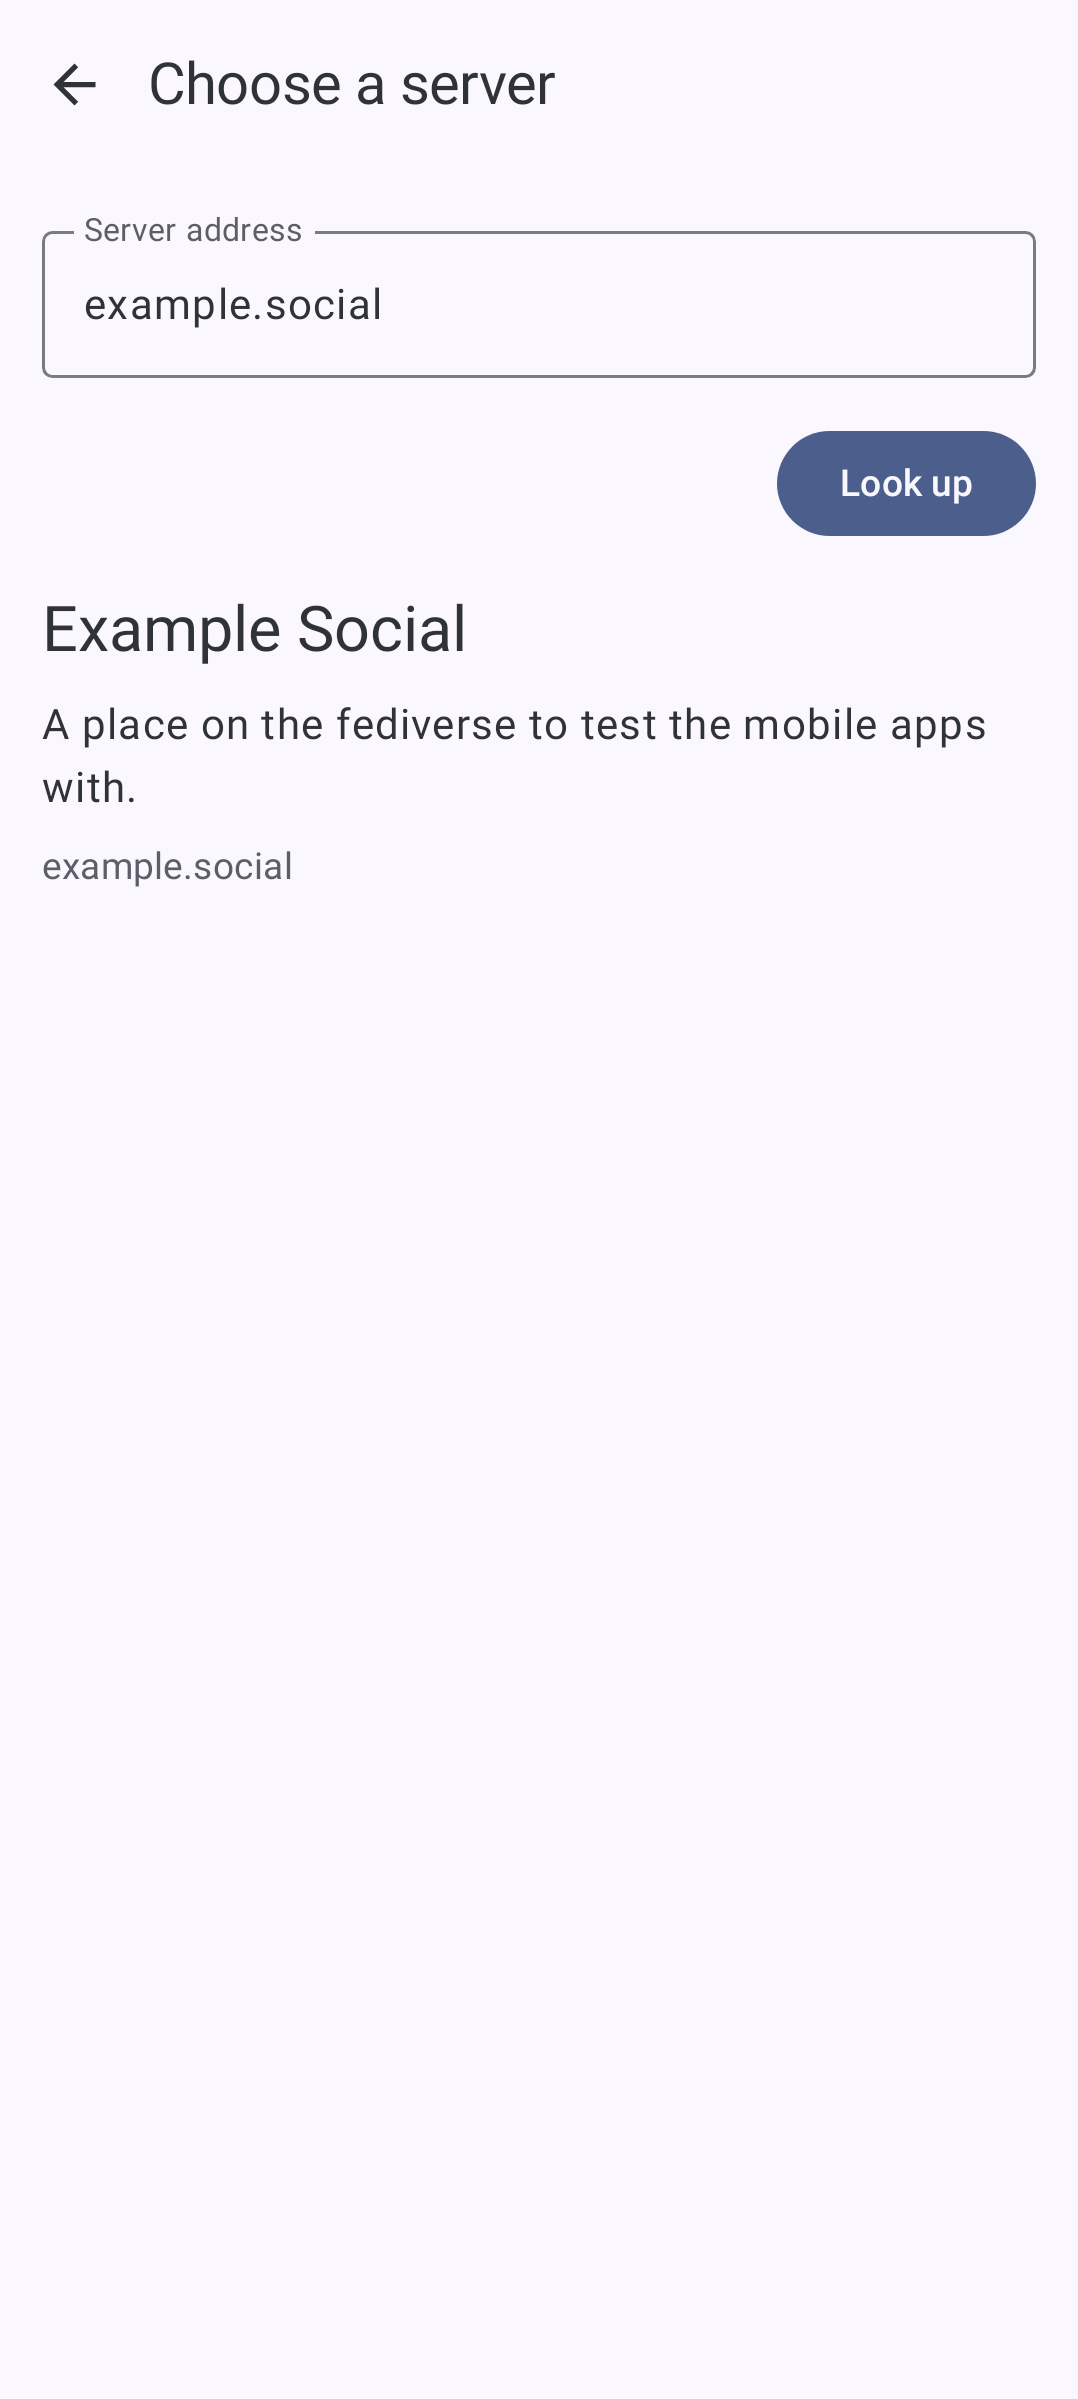 Choose a server
Server address
example.social
Look up
Example Social
A place on the fediverse to test the mobile apps
with.
example.social